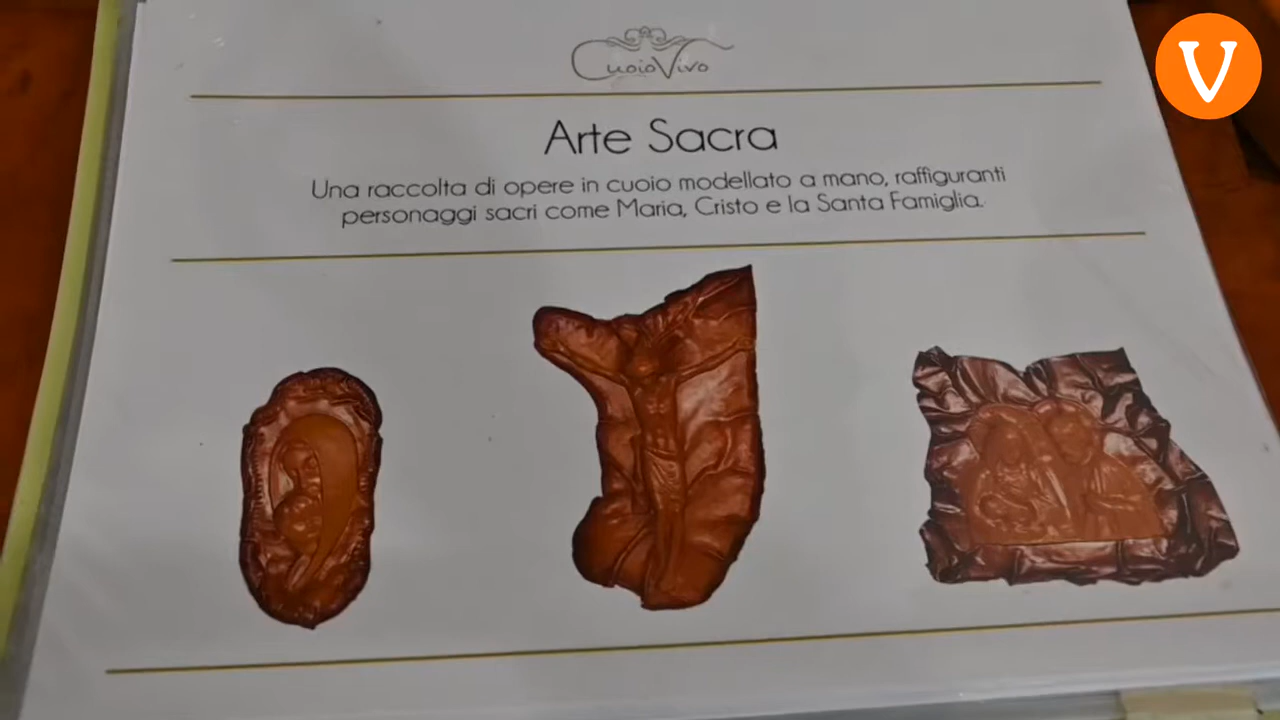 CuoioVivo
V
Arte Sacra
Una raccolta di opere in cuoio modellato a mano, raffiguranti
personaggi sacri come Maria, Cristo e la Santa Famiglia.